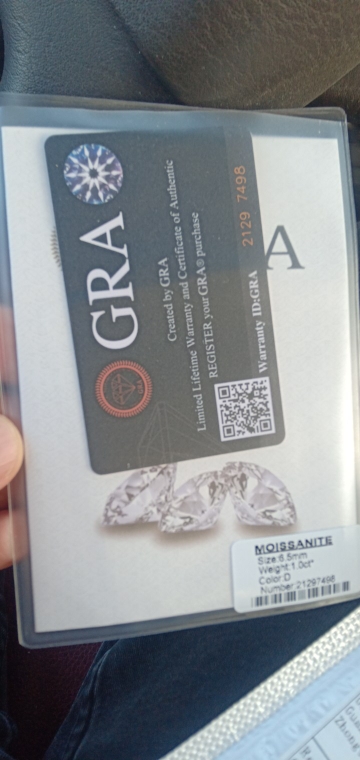 GRA
Created by GRA
Limited Lifetime Warranty and Certificate of Authentic
REGISTER your GRA® purchase
Warranty ID:GRA 2129 7498
A
MOISSANITE
Size:6.5mm
Weight:1.0ct*
Color:D
Number:21297498